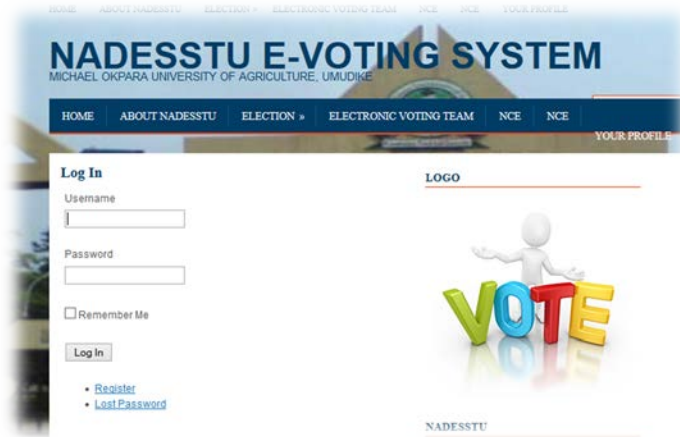 HOME ABOUT NADESSTU ELECTION » ELECTRONIC VOTING TEAM NCE NCE YOUR PROFILE
NADESSTU E-VOTING SYSTEM
MICHAEL OKPARA UNIVERSITY OF AGRICULTURE, UMUDIKE
HOME ABOUT NADESSTU ELECTION » ELECTRONIC VOTING TEAM NCE NCE
YOUR PROFILE
Log In
Username
Password
Remember Me
Log In
• Register
• Lost Password
LOGO
VOTE
NADESSTU